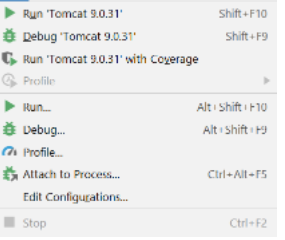 Run 'Tomcat 9.0.31' Shift+F10
Debug 'Tomcat 9.0.31' Shift+F9
Run 'Tomcat 9.0.31' with Coverage
Profile
Run... Alt+Shift+F10
Debug... Alt+Shift+F9
Profile...
Attach to Process... Ctrl+Alt+F5
Edit Configurations...
Stop Ctrl+F2